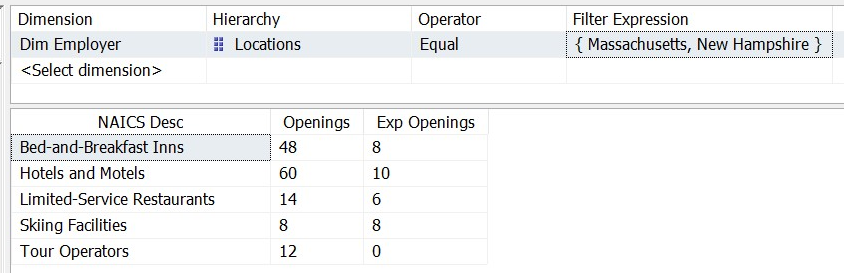 Dimension Hierarchy Operator Filter Expression
Dim Employer Locations Equal { Massachusetts, New Hampshire }
<Select dimension>
NAICS Desc Openings Exp Openings
Bed-and-Breakfast Inns 48 8
Hotels and Motels 60 10
Limited-Service Restaurants 14 6
Skiing Facilities 8 8
Tour Operators 12 0